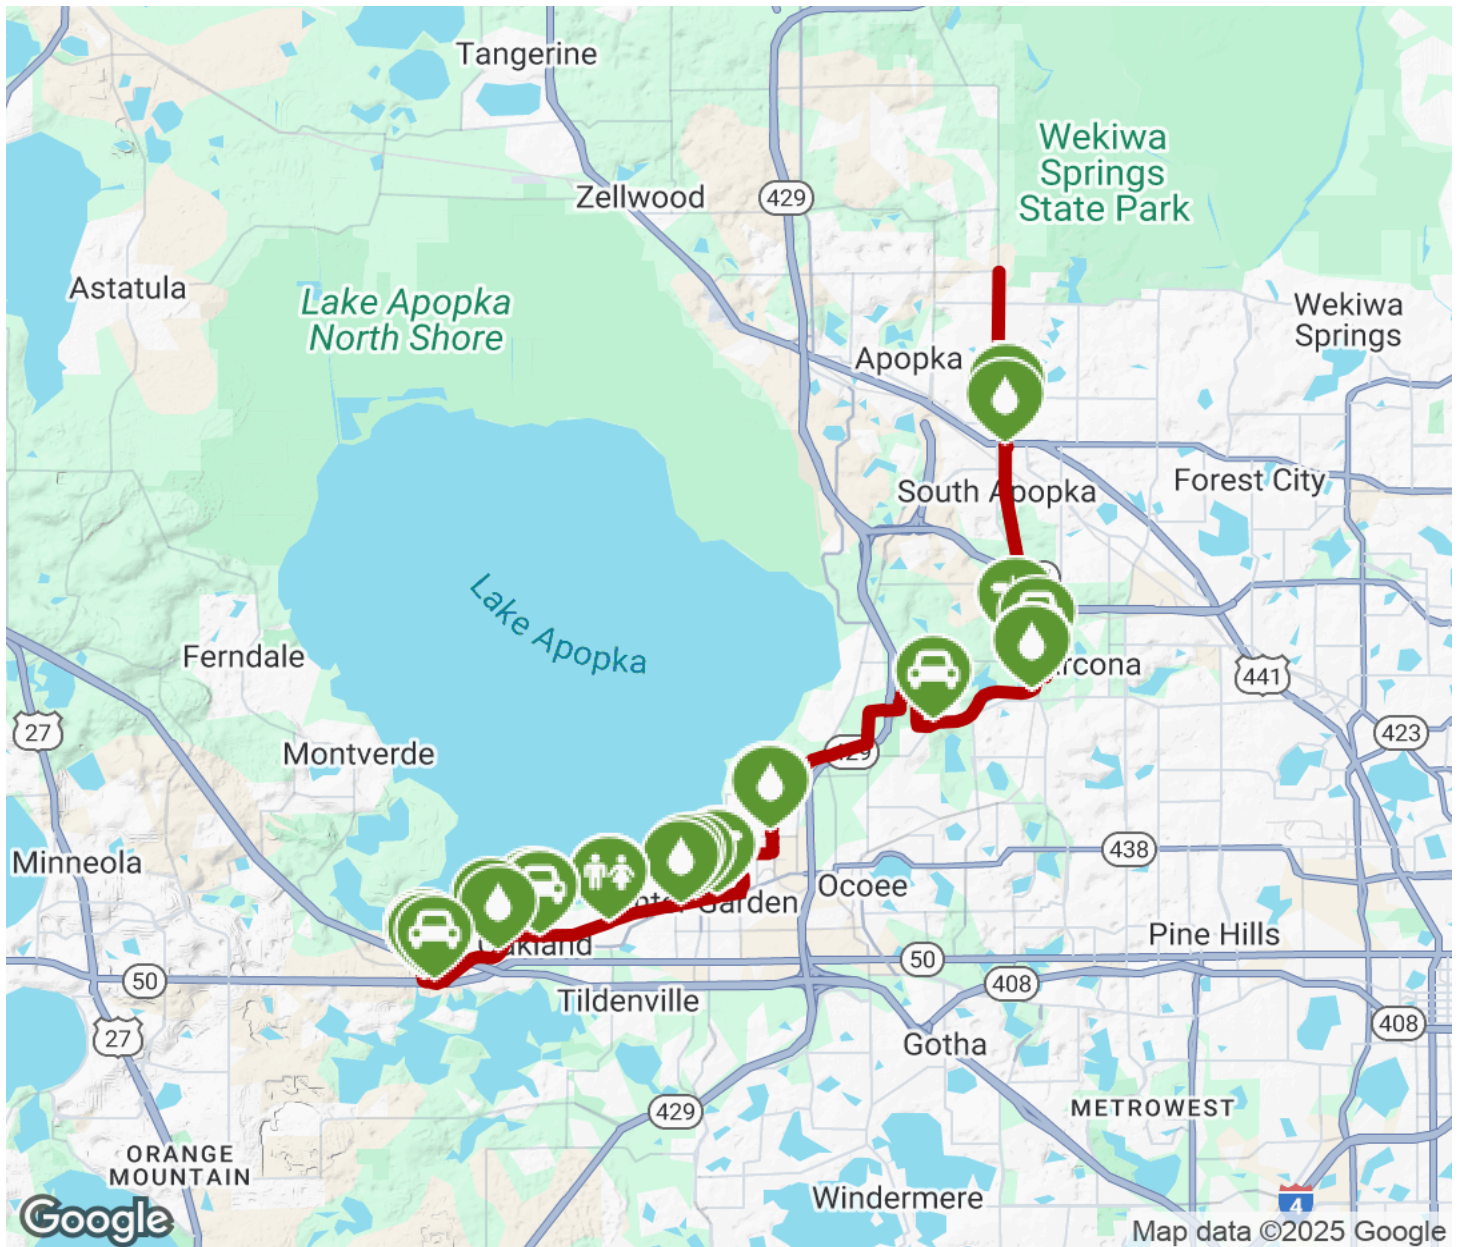 Tangerine
Wekiwa
Springs
State Park
Zellwood
429
Astatula
Lake Apopka
North Shore
Wekiwa
Springs
Apopka
Forest City
South Apopka
Lake Apopka
Ferndale
441
27
423
Montverde
Minneola
438
Ocoee
Garden
Pine Hills
50
50
408
Tildenville
408
27
Gotha
429
METROWEST
ORANGE
MOUNTAIN
Windermere
4
Google
Map data ©2025 Google